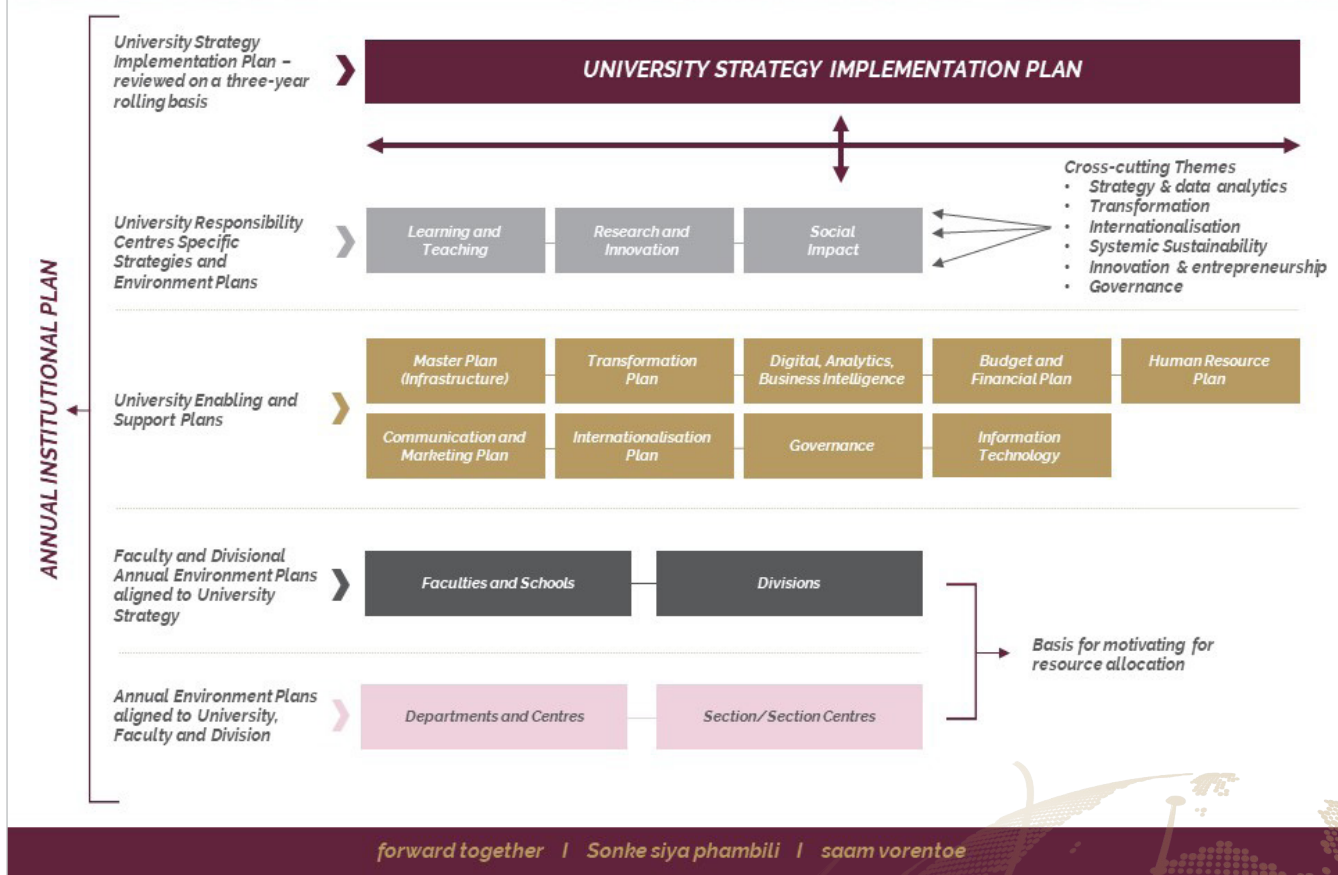 University Strategy
Implementation Plan –
reviewed on a three-year
rolling basis
UNIVERSITY STRATEGY IMPLEMENTATION PLAN
Cross-cutting Themes
• Strategy & data analytics
• Transformation
• Internationalisation
• Systemic Sustainability
• Innovation & entrepreneurship
• Governance
University Responsibility
Centres Specific
Strategies and
Environment Plans
Learning and
Teaching
Research and
Innovation
Social
Impact
ANNUAL INSTITUTIONAL PLAN
University Enabling and
Support Plans
Master Plan
(Infrastructure)
Transformation
Plan
Digital, Analytics,
Business Intelligence
Budget and
Financial Plan
Human Resource
Plan
Communication and
Marketing Plan
Internationalisation
Plan
Governance
Information
Technology
Faculty and Divisional
Annual Environment Plans
aligned to University
Strategy
Faculties and Schools
Divisions
Basis for motivating for
resource allocation
Annual Environment Plans
aligned to University,
Faculty and Division
Departments and Centres
Section/Section Centres
forward together I Sonke siya phambili I saam vorentoe